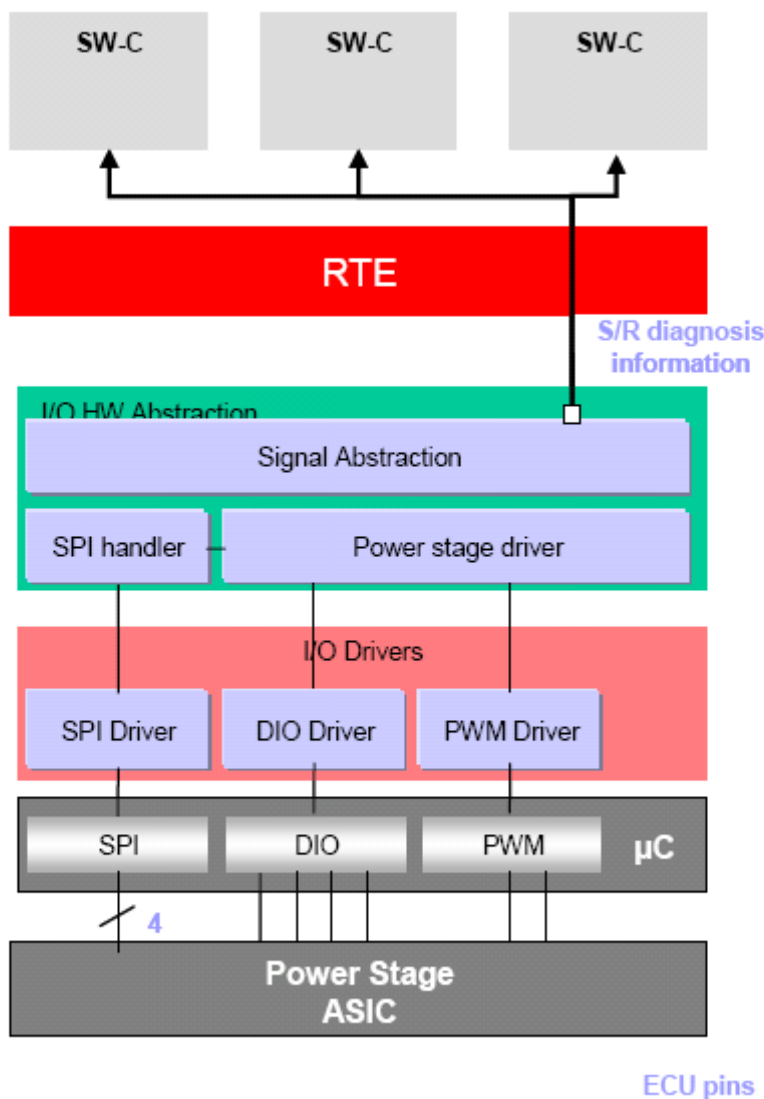 SW-C
SW-C
SW-C
RTE
S/R diagnosis
information
I/O HW Abstraction
Signal Abstraction
SPI handler
Power stage driver
I/O Drivers
SPI Driver
DIO Driver
PWM Driver
SPI
DIO
PWM
µC
4
Power Stage
ASIC
ECU pins